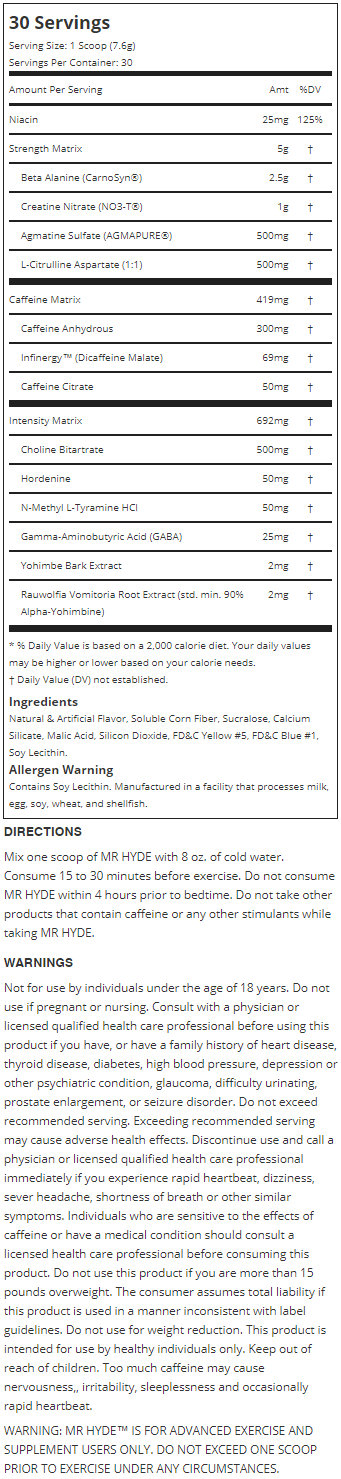 30 Servings
Serving Size: 1 Scoop (7.6g)
Servings Per Container: 30
Amount Per Serving Amt %DV
Niacin 25mg 125%
Strength Matrix 5g †
Beta Alanine (CarnoSyn®) 2.5g †
Creatine Nitrate (NO3-T®) 1g †
Agmatine Sulfate (AGMAPURE®) 500mg †
L-Citrulline Aspartate (1:1) 500mg †
Caffeine Matrix 419mg †
Caffeine Anhydrous 300mg †
Infinergy™ (Dicaffeine Malate) 69mg †
Caffeine Citrate 50mg †
Intensity Matrix 692mg †
Choline Bitartrate 500mg †
Hordenine 50mg †
N-Methyl L-Tyramine HCl 50mg †
Gamma-Aminobutyric Acid (GABA) 25mg †
Yohimbe Bark Extract 2mg †
Rauwolfia Vomitoria Root Extract (std. min. 90% 2mg †
Alpha-Yohimbine)
* % Daily Value is based on a 2,000 calorie diet. Your daily values
may be higher or lower based on your calorie needs.
† Daily Value (DV) not established.
Ingredients
Natural & Artificial Flavor, Soluble Corn Fiber, Sucralose, Calcium
Silicate, Malic Acid, Silicon Dioxide, FD&C Yellow #5, FD&C Blue #1,
Soy Lecithin.
Allergen Warning
Contains Soy Lecithin. Manufactured in a facility that processes milk,
egg, soy, wheat, and shellfish.
DIRECTIONS
Mix one scoop of MR HYDE with 8 oz. of cold water.
Consume 15 to 30 minutes before exercise. Do not consume
MR HYDE within 4 hours prior to bedtime. Do not take other
products that contain caffeine or any other stimulants while
taking MR HYDE.
WARNINGS
Not for use by individuals under the age of 18 years. Do not
use if pregnant or nursing. Consult with a physician or
licensed qualified health care professional before using this
product if you have, or have a family history of heart disease,
thyroid disease, diabetes, high blood pressure, depression or
other psychiatric condition, glaucoma, difficulty urinating,
prostate enlargement, or seizure disorder. Do not exceed
recommended serving. Exceeding recommended serving
may cause adverse health effects. Discontinue use and call a
physician or licensed qualified health care professional
immediately if you experience rapid heartbeat, dizziness,
sever headache, shortness of breath or other similar
symptoms. Individuals who are sensitive to the effects of
caffeine or have a medical condition should consult a
licensed health care professional before consuming this
product. Do not use this product if you are more than 15
pounds overweight. The consumer assumes total liability if
this product is used in a manner inconsistent with label
guidelines. Do not use for weight reduction. This product is
intended for use by healthy individuals only. Keep out of
reach of children. Too much caffeine may cause
nervousness,, irritability, sleeplessness and occasionally
rapid heartbeat.
WARNING: MR HYDE™ IS FOR ADVANCED EXERCISE AND
SUPPLEMENT USERS ONLY. DO NOT EXCEED ONE SCOOP
PRIOR TO EXERCISE UNDER ANY CIRCUMSTANCES.